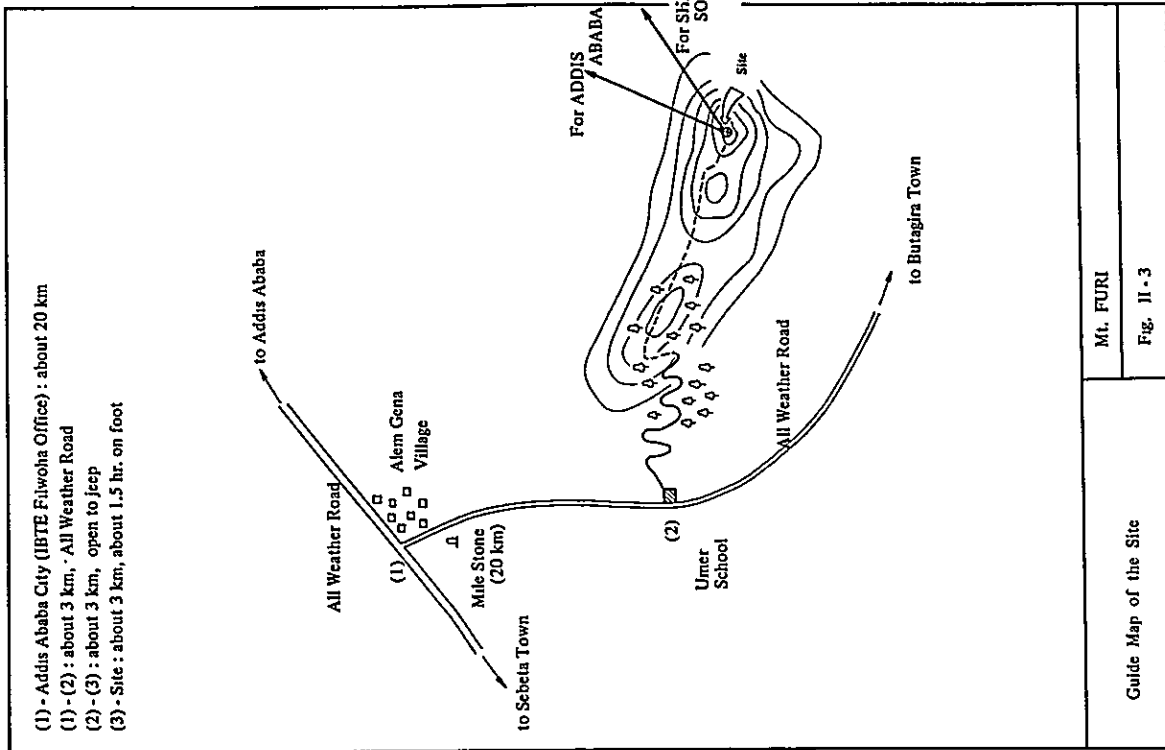 (1) - Addis Ababa City (IBTE Filwoha Office) : about 20 km
(1) - (2) : about 3 km, - All Weather Road
(2) - (3) : about 3 km, open to jeep
(3) - Site : about 3 km, about 1.5 hr. on foot
to Addis Ababa
All Weather Road
Alem Gena
Village
(1)
Mile Stone
(20 km)
to Sebeta Town
(2)
Umer
School
All Weather Road
to Butagira Town
For ADDIS
ABABA
For
SO
Site
Guide Map of the Site
Mt. FURI
Fig. II - 3